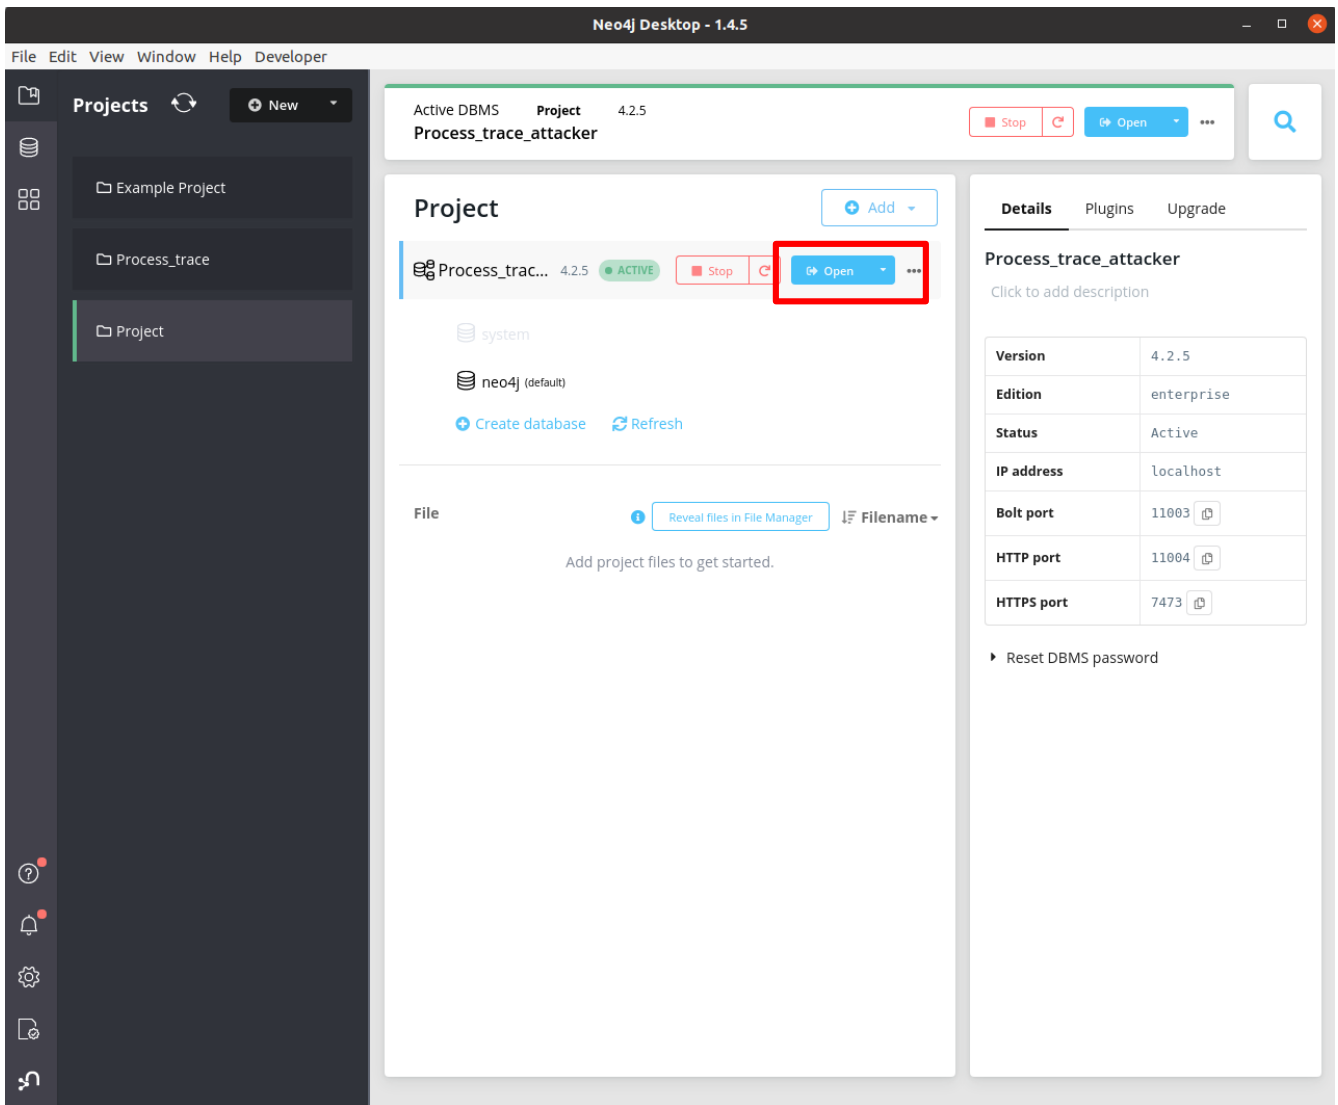 Neo4j Desktop - 1.4.5
File Edit View Window Help Developer
Projects
New
Example Project
Process_trace
Project
Active DBMS Project 4.2.5
Process_trace_attacker
Stop
Open
Project
Add
Process_trac... 4.2.5 ACTIVE Stop Open
system
neo4j (default)
Create database Refresh
File Reveal files in File Manager Filename
Add project files to get started.
Details Plugins Upgrade
Process_trace_attacker
Click to add description
Version 4.2.5
Edition enterprise
Status Active
IP address localhost
Bolt port 11003
HTTP port 11004
HTTPS port 7473
Reset DBMS password